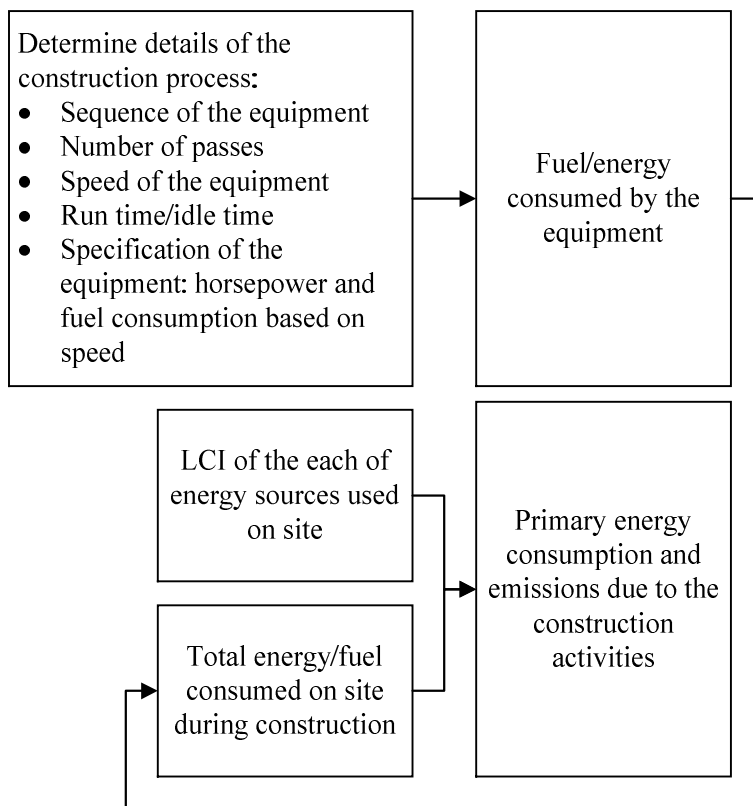 Determine details of the
construction process:
• Sequence of the equipment
• Number of passes
• Speed of the equipment
• Run time/idle time
• Specification of the
equipment: horsepower and
fuel consumption based on
speed
Fuel/energy
consumed by the
equipment
LCI of the each of
energy sources used
on site
Total energy/fuel
consumed on site
during construction
Primary energy
consumption and
emissions due to the
construction
activities